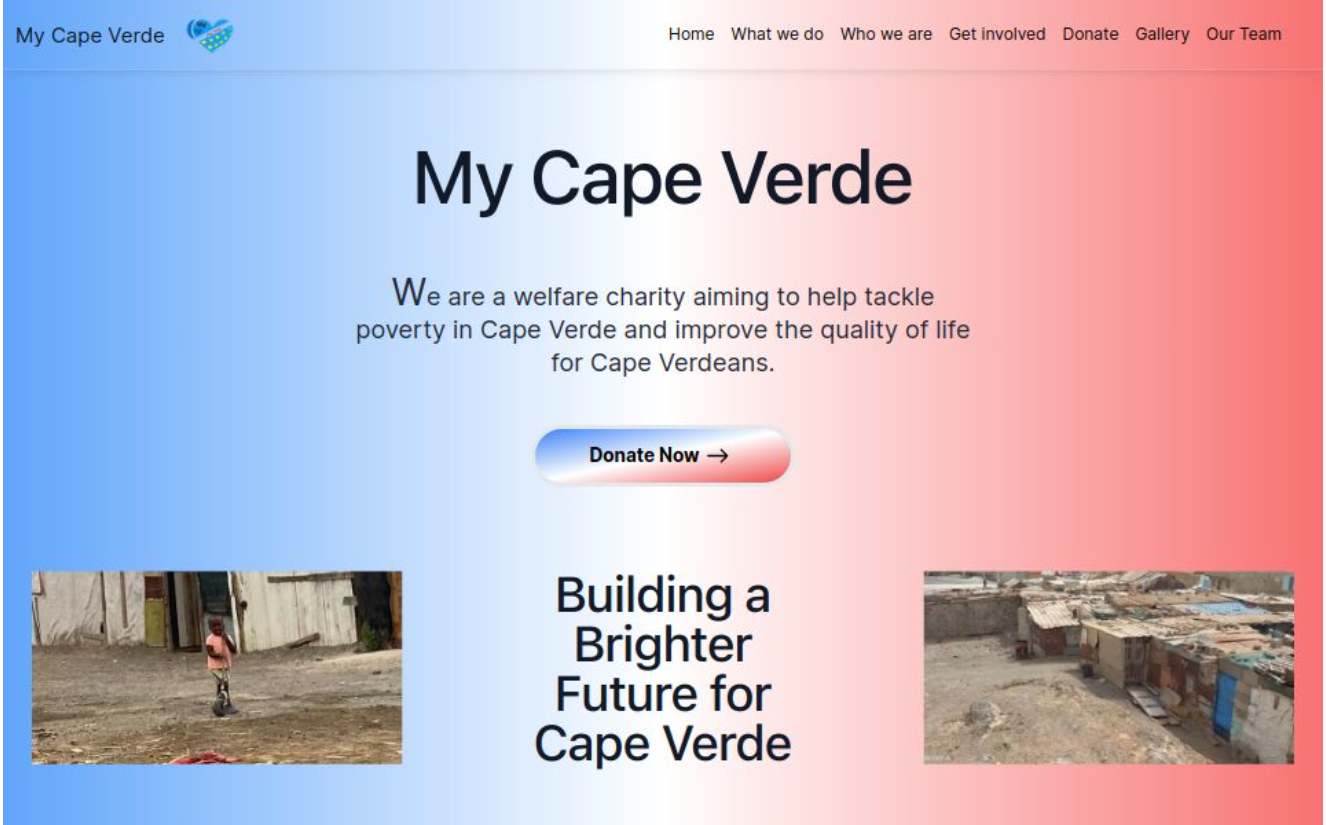 My Cape Verde
Home What we do Who we are Get involved Donate Gallery Our Team
My Cape Verde
We are a welfare charity aiming to help tackle
poverty in Cape Verde and improve the quality of life
for Cape Verdeans.
Donate Now →
Building a
Brighter
Future for
Cape Verde